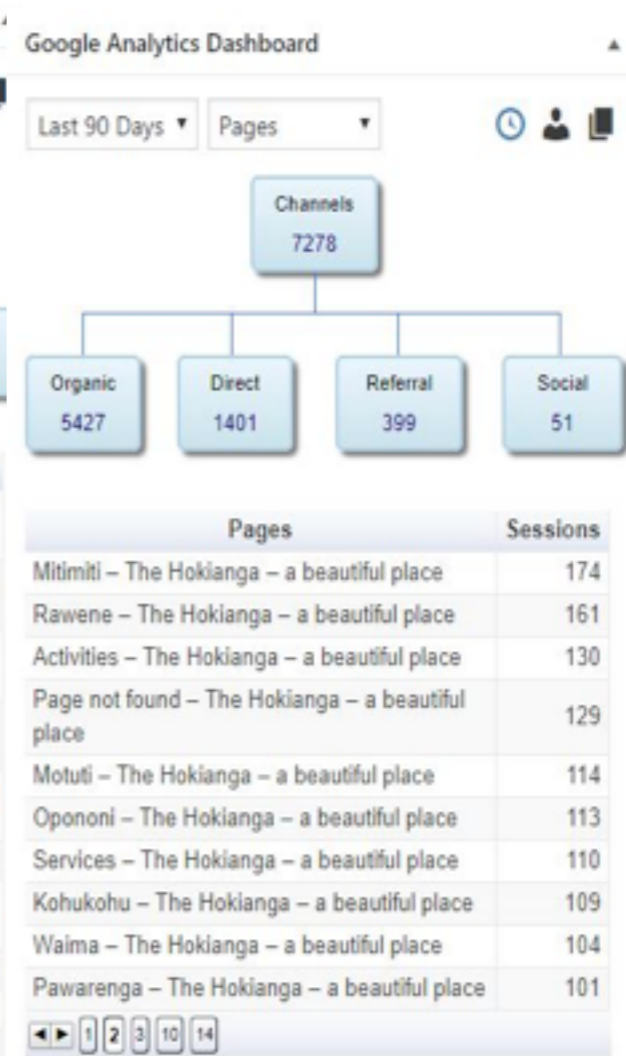 Google Analytics Dashboard
Last 90 Days
Pages
Channels
7278
Organic
5427
Direct
1401
Referral
399
Social
51
Pages Sessions
Mitimiti – The Hokianga – a beautiful place 174
Rawene – The Hokianga – a beautiful place 161
Activities – The Hokianga – a beautiful place 130
Page not found – The Hokianga – a beautiful
place 129
Motuti – The Hokianga – a beautiful place 114
Opononi – The Hokianga – a beautiful place 113
Services – The Hokianga – a beautiful place 110
Kohukohu – The Hokianga – a beautiful place 109
Waima – The Hokianga – a beautiful place 104
Pawarenga – The Hokianga – a beautiful place 101
1 2 3 10 14